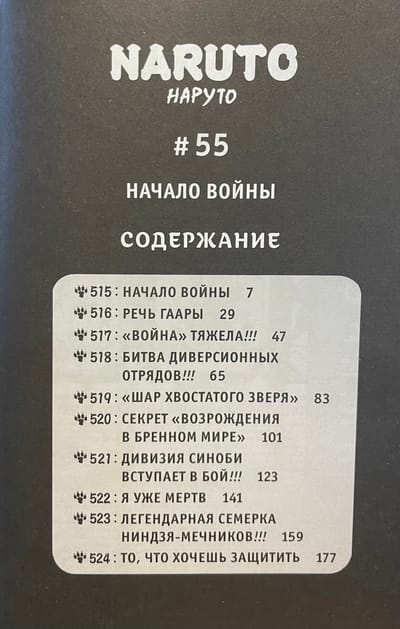 NARUTO
НАРУТО
#55
НАЧАЛО ВОЙНЫ
СОДЕРЖАНИЕ
515: НАЧАЛО ВОЙНЫ 7
516: РЕЧЬ ГААРЫ 29
517: «ВОЙНА» ТЯЖЕЛА!!! 47
518: БИТВА ДИВЕРСИОННЫХ
ОТРЯДОВ!!! 65
519: «ШАР ХВОСТАТОГО ЗВЕРЯ» 83
520: СЕКРЕТ «ВОЗРОЖДЕНИЯ
В БРЕННОМ МИРЕ» 101
521: ДИВИЗИЯ СИНОБИ
ВСТУПАЕТ В БОЙ!!! 123
522: Я УЖЕ МЕРТВ 141
523: ЛЕГЕНДАРНАЯ СЕМЕРКА
НИНДЗЯ-МЕЧНИКОВ!!! 159
524: ТО, ЧТО ХОЧЕШЬ ЗАЩИТИТЬ 177